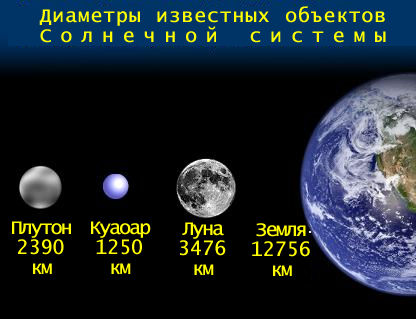 Диаметры известных объектов
Солнечной системы
Плутон
2390
км
Куаоар
1250
км
Луна
3476
км
Земля
12756
км